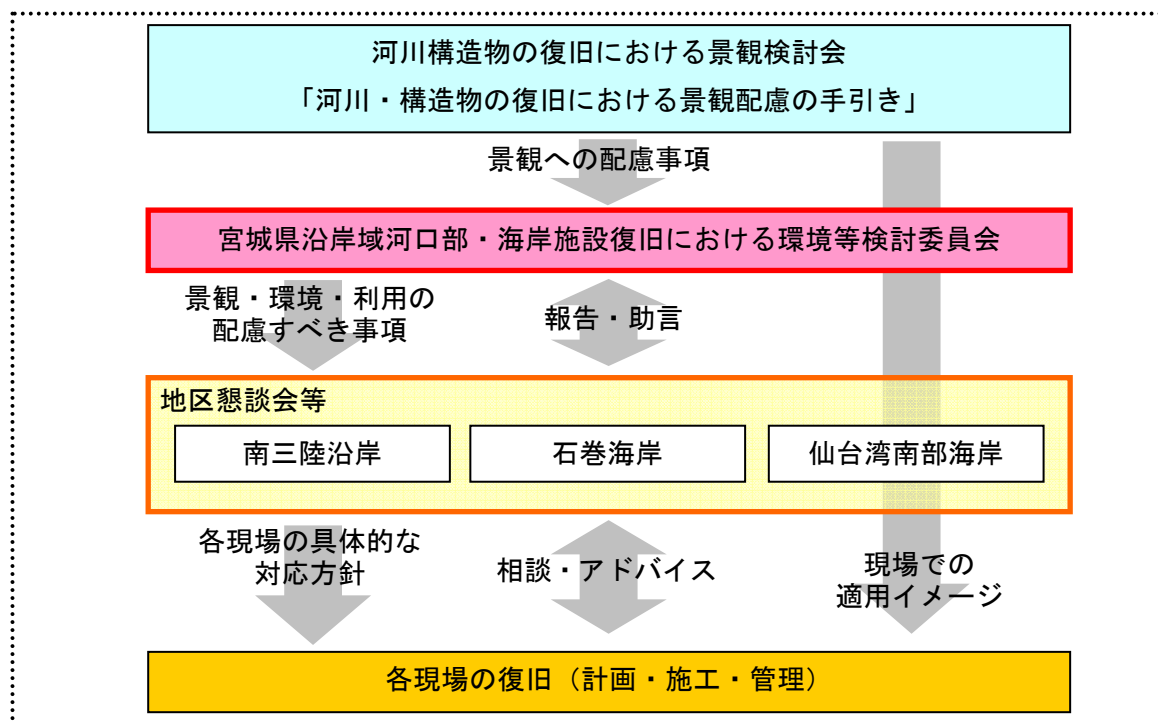 河川構造物の復旧における景観検討会
「河川・構造物の復旧における景観配慮の手引き」
景観への配慮事項
宮城県沿岸域河口部・海岸施設復旧における環境等検討委員会
景観・環境・利用の
配慮すべき事項
報告・助言
地区懇談会等
南三陸沿岸
石巻海岸
仙台湾南部海岸
各現場の具体的な
対応方針
相談・アドバイス
現場での
適用イメージ
各現場の復旧（計画・施工・管理）